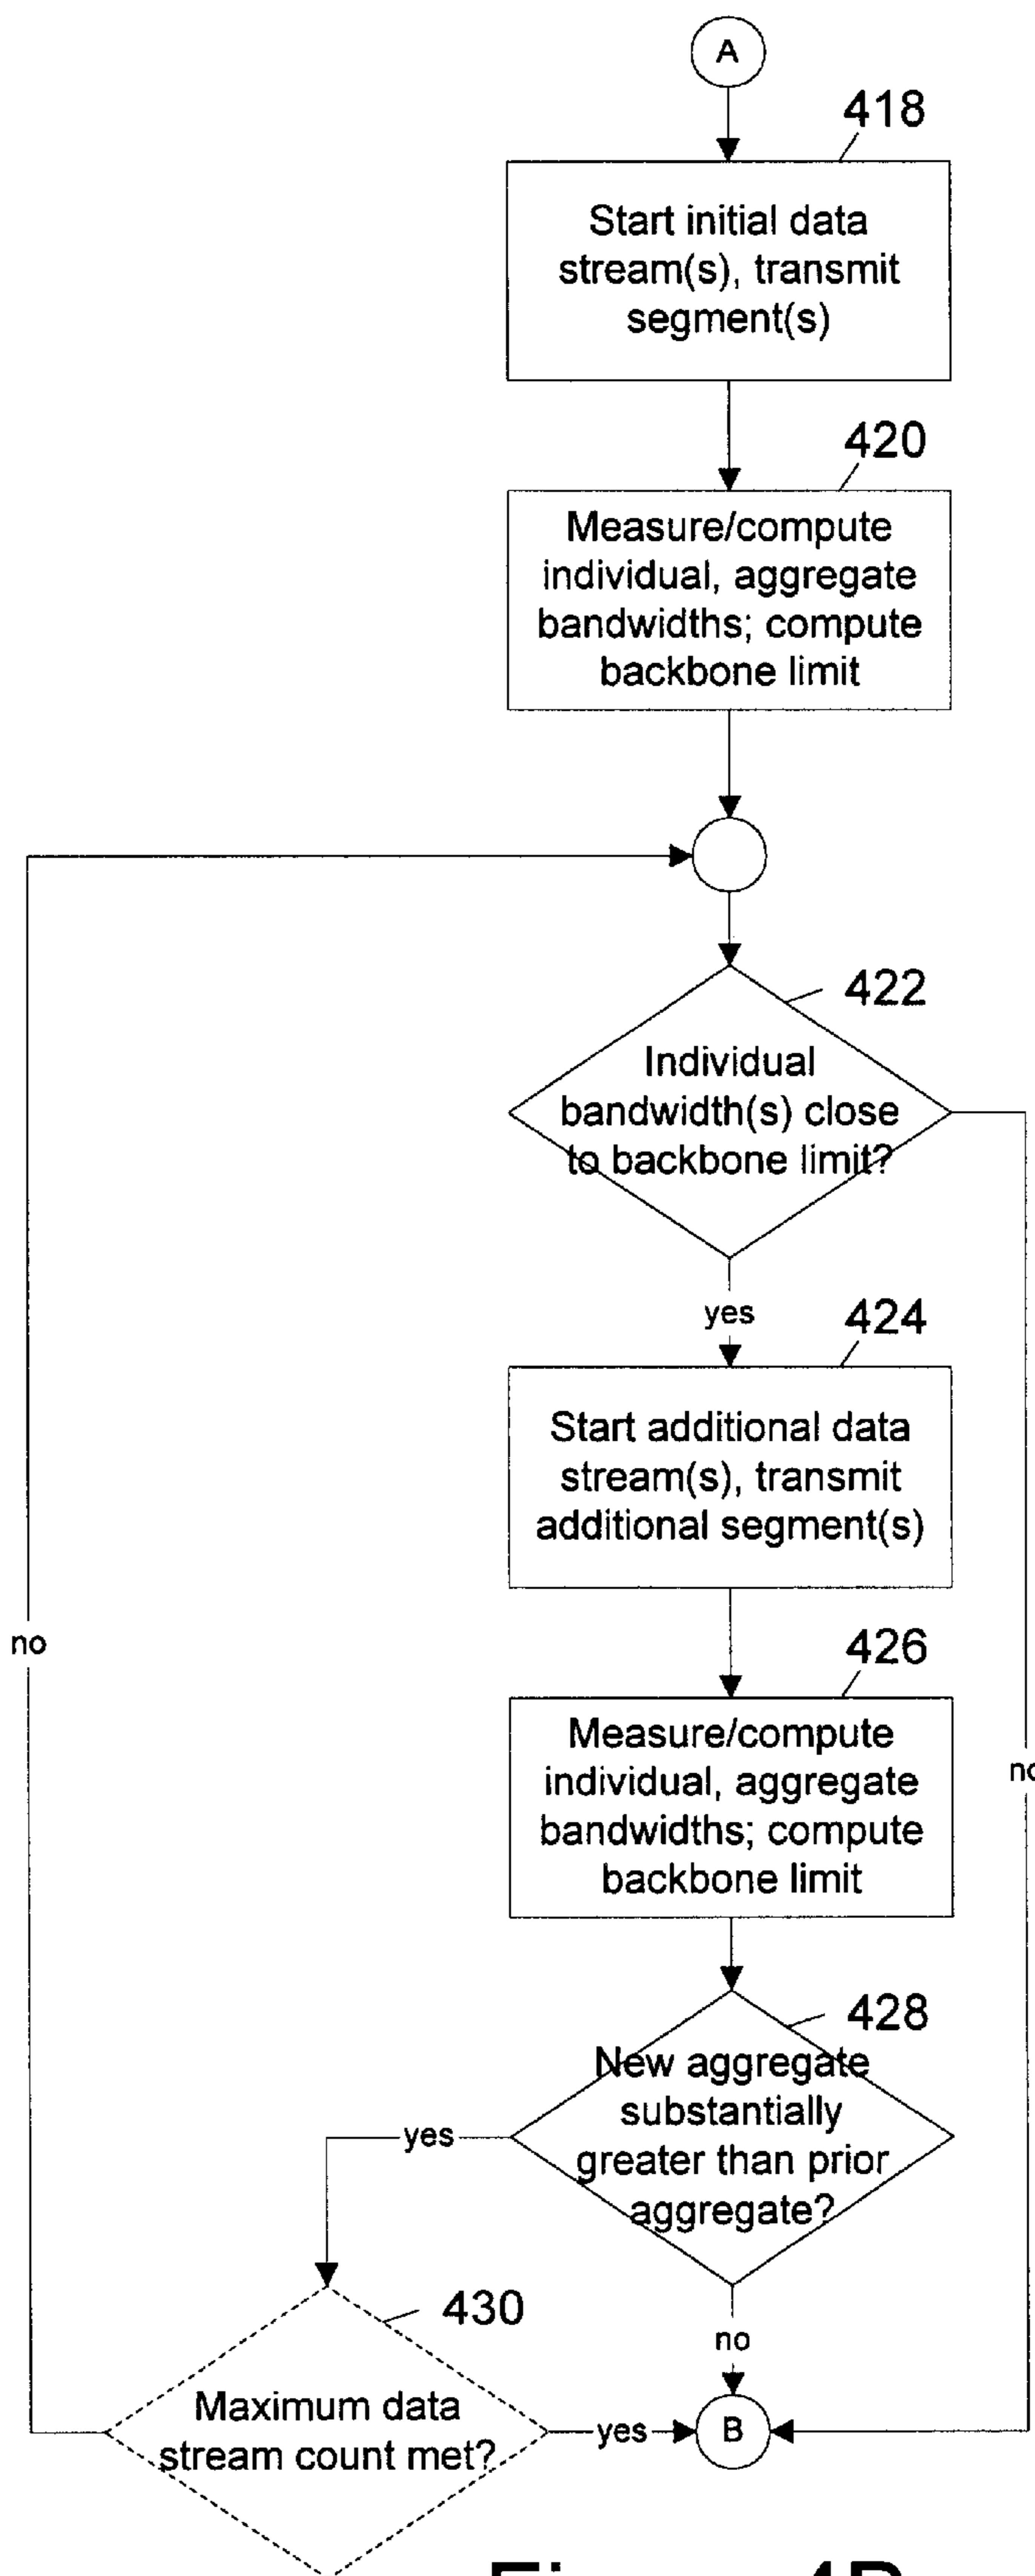 A
418
Start initial data
stream(s), transmit
segment(s)
420
Measure/compute
individual, aggregate
bandwidths; compute
backbone limit
422
Individual
bandwidth(s) close
to backbone limit?
yes
424
Start additional data
stream(s), transmit
additional segment(s)
no
426
Measure/compute
individual, aggregate
bandwidths; compute
backbone limit
no
428
New aggregate
substantially
greater than prior
aggregate?
yes
430
no
Maximum data
stream count met?
yes
B